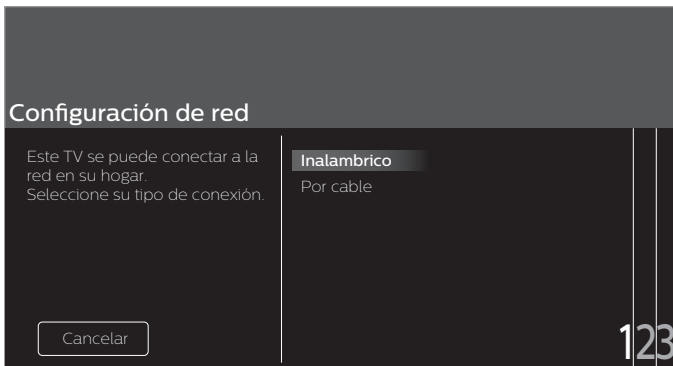 Configuración de red
Este TV se puede conectar a la
red en su hogar.
Seleccione su tipo de conexión.
Inalambrico
Por cable
Cancelar
123